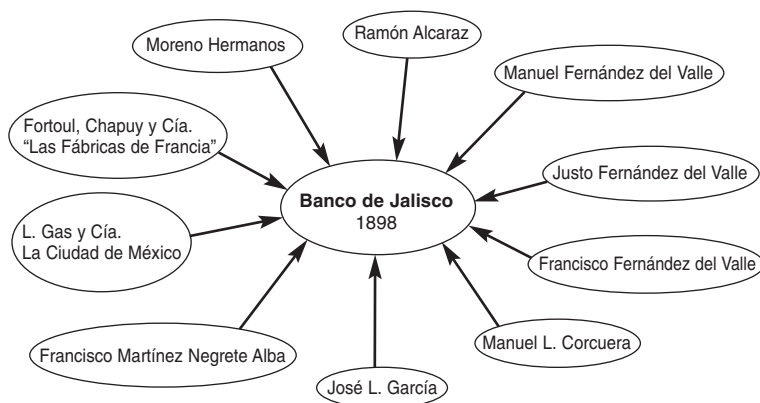 Ramón Alcaraz
Moreno Hermanos
Manuel Fernández del Valle
Fortoul, Chapuy y Cía.
“Las Fábricas de Francia”
Justo Fernández del Valle
Banco de Jalisco
1898
L. Gas y Cía.
La Ciudad de México
Francisco Fernández del Valle
Manuel L. Corcuera
Francisco Martínez Negrete Alba
José L. García